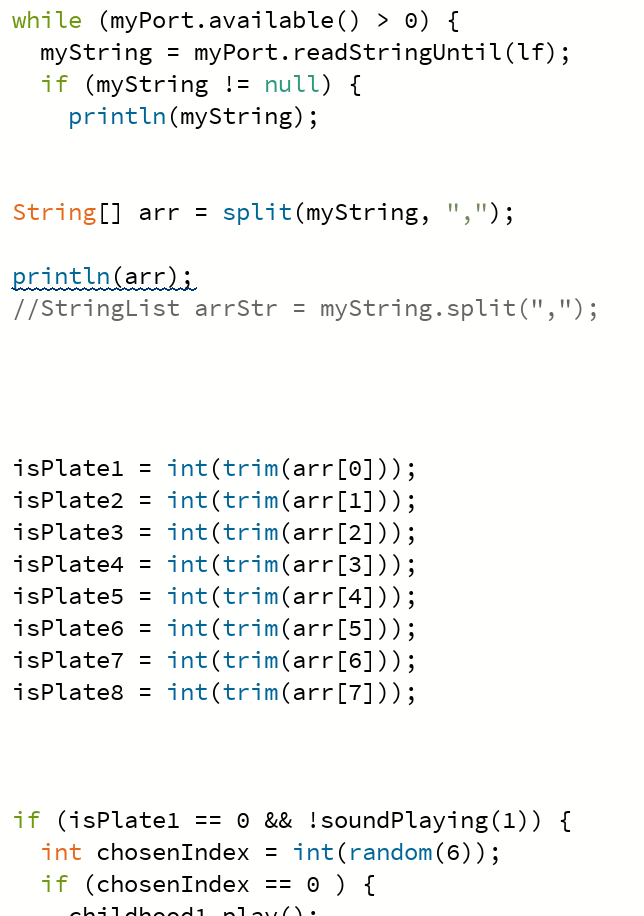 while (myPort.available() > 0) {
myString = myPort.readStringUntil(lf);
if (myString != null) {
println(myString);
String[] arr = split(myString, ",");
println(arr);
//StringList arrStr = myString.split(",");
isPlate1 = int(trim(arr[0]));
isPlate2 = int(trim(arr[1]));
isPlate3 = int(trim(arr[2]));
isPlate4 = int(trim(arr[3]));
isPlate5 = int(trim(arr[4]));
isPlate6 = int(trim(arr[5]));
isPlate7 = int(trim(arr[6]));
isPlate8 = int(trim(arr[7]));
if (isPlate1 == 0 && !soundPlaying(1)) {
int chosenIndex = int(random(6));
if (chosenIndex == 0 ) {
childhood1.play();